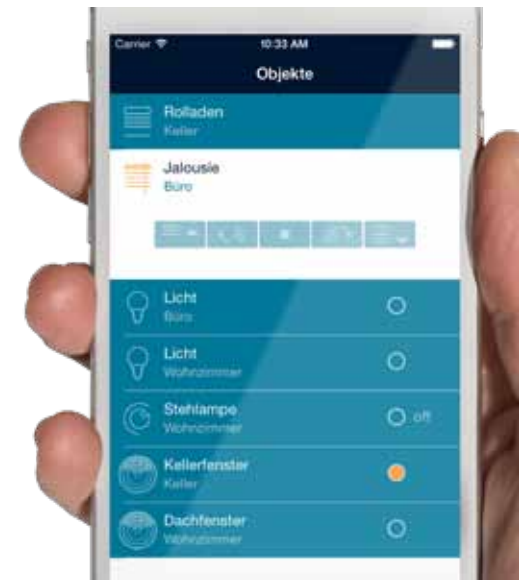 Carrier 10:33 AM
Objekte
Rolladen
Keller
Jalousie
Büro
Licht
Büro
Licht
Wohnzimmer
Stehlampe off
Wohnzimmer
Kellerfenster
Keller
Dachfenster
Wohnzimmer